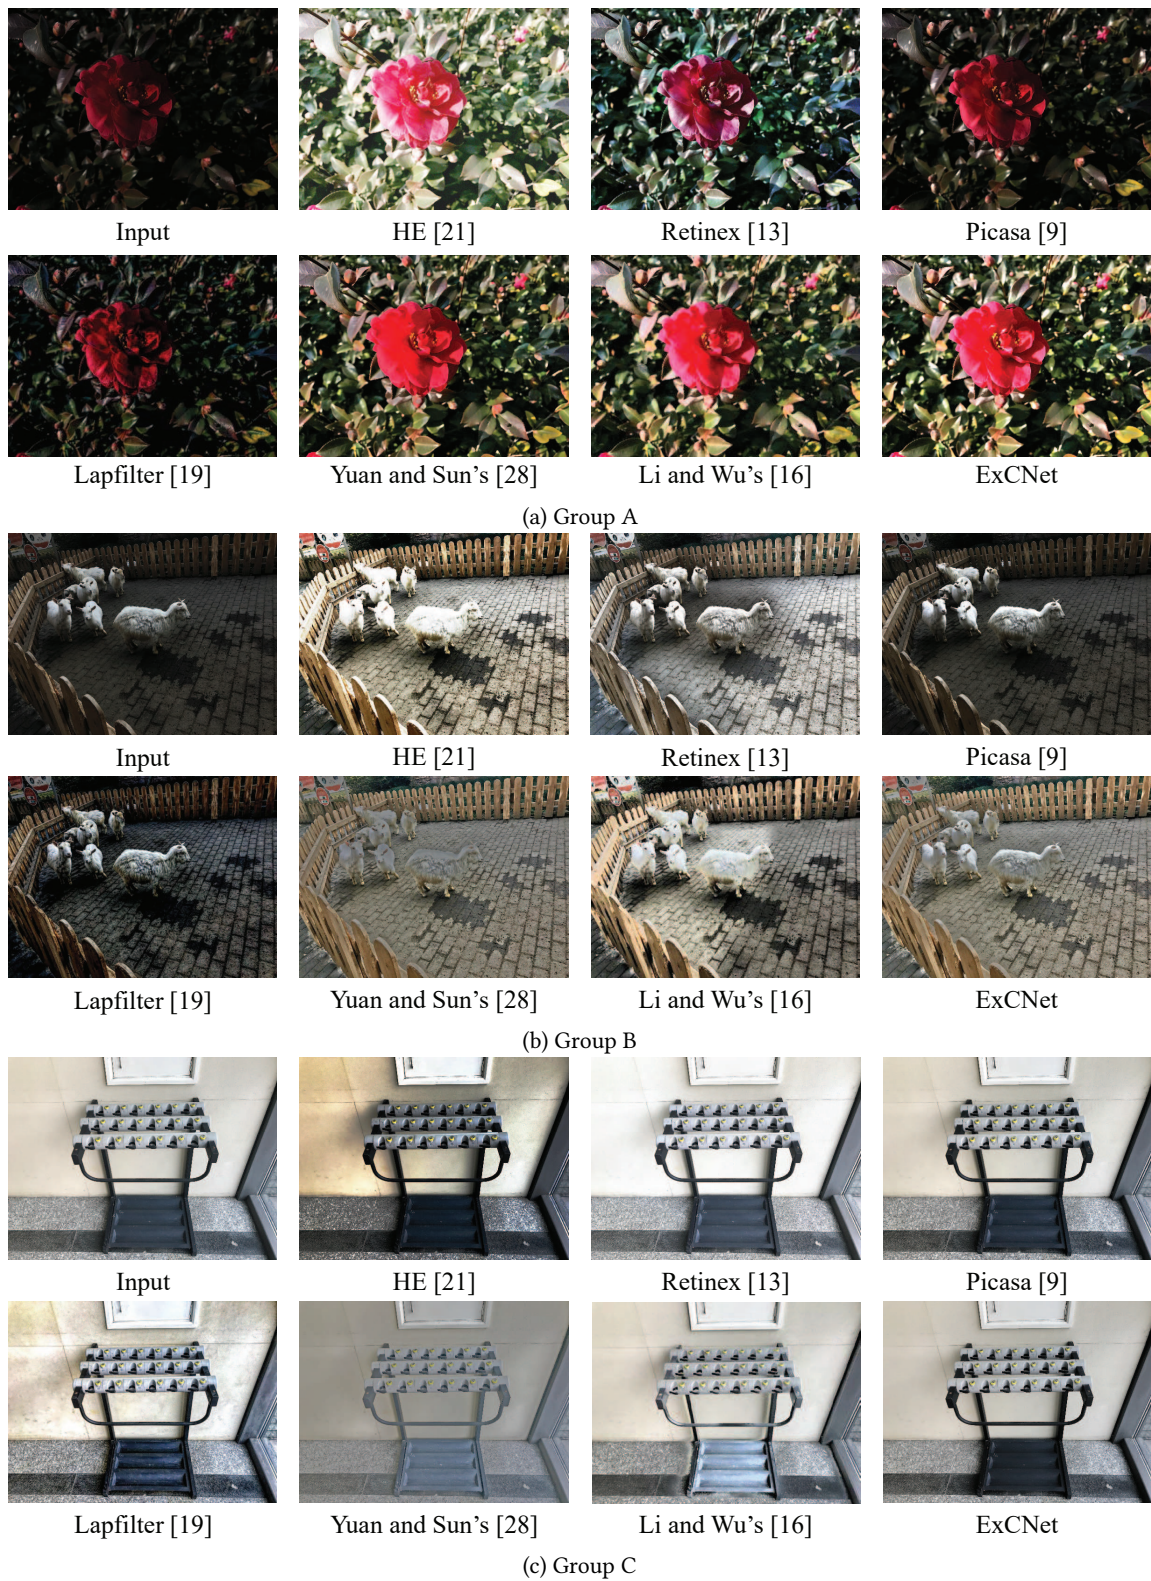 Input HE [21] Retinex [13] Picasa [9]
Lapfilter [19] Yuan and Sun's [28] Li and Wu's [16] ExCNet
(a) Group A
Input HE [21] Retinex [13] Picasa [9]
Lapfilter [19] Yuan and Sun's [28] Li and Wu's [16] ExCNet
(b) Group B
Input HE [21] Retinex [13] Picasa [9]
Lapfilter [19] Yuan and Sun's [28] Li and Wu's [16] ExCNet
(c) Group C